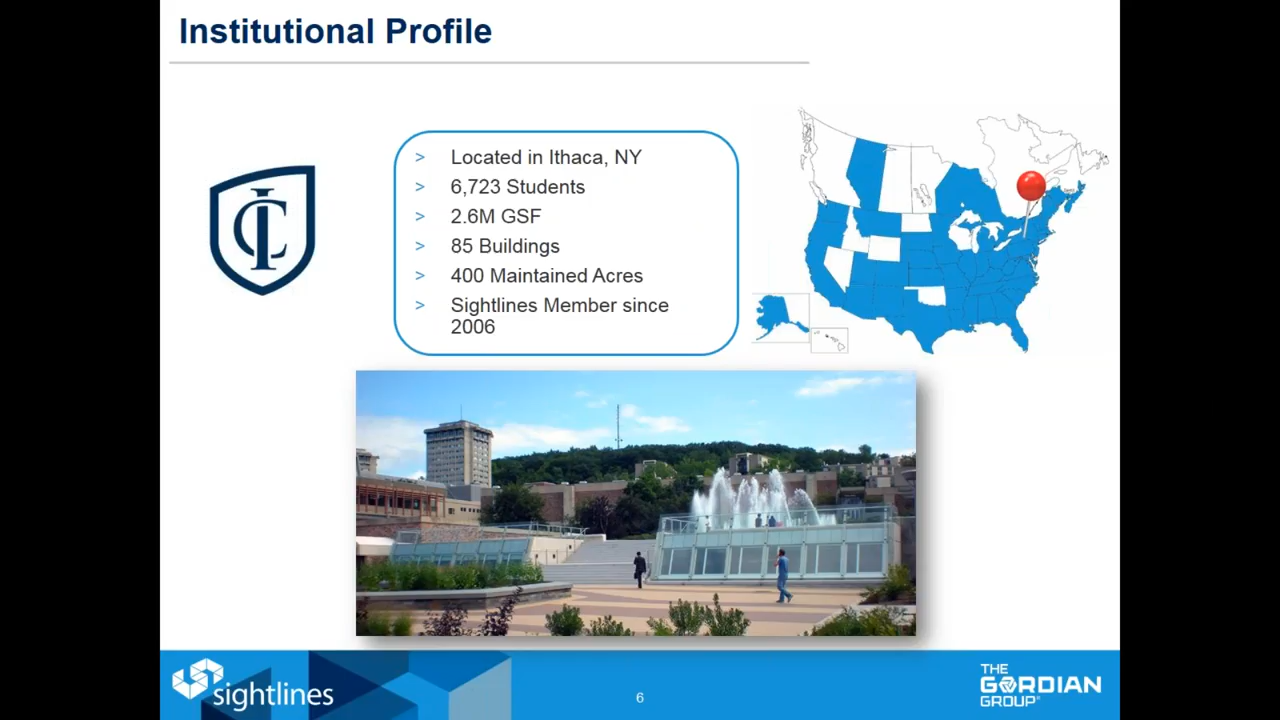 Institutional Profile
IC
> Located in Ithaca, NY
> 6,723 Students
> 2.6M GSF
> 85 Buildings
> 400 Maintained Acres
> Sightlines Member since
2006
sightlines
6
THE
GORDIAN
GROUP®